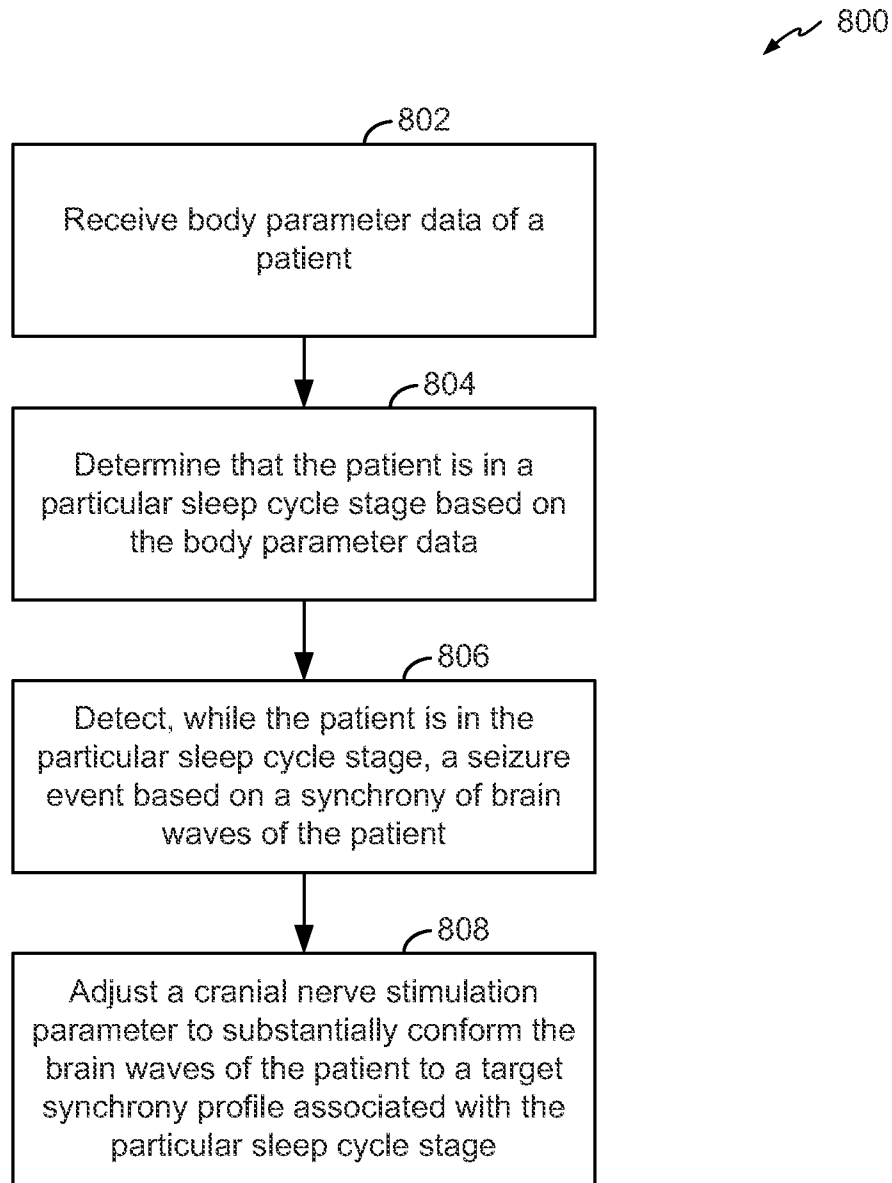 800
802
Receive body parameter data of a
patient
804
Determine that the patient is in a
particular sleep cycle stage based on
the body parameter data
806
Detect, while the patient is in the
particular sleep cycle stage, a seizure
event based on a synchrony of brain
waves of the patient
808
Adjust a cranial nerve stimulation
parameter to substantially conform the
brain waves of the patient to a target
synchrony profile associated with the
particular sleep cycle stage